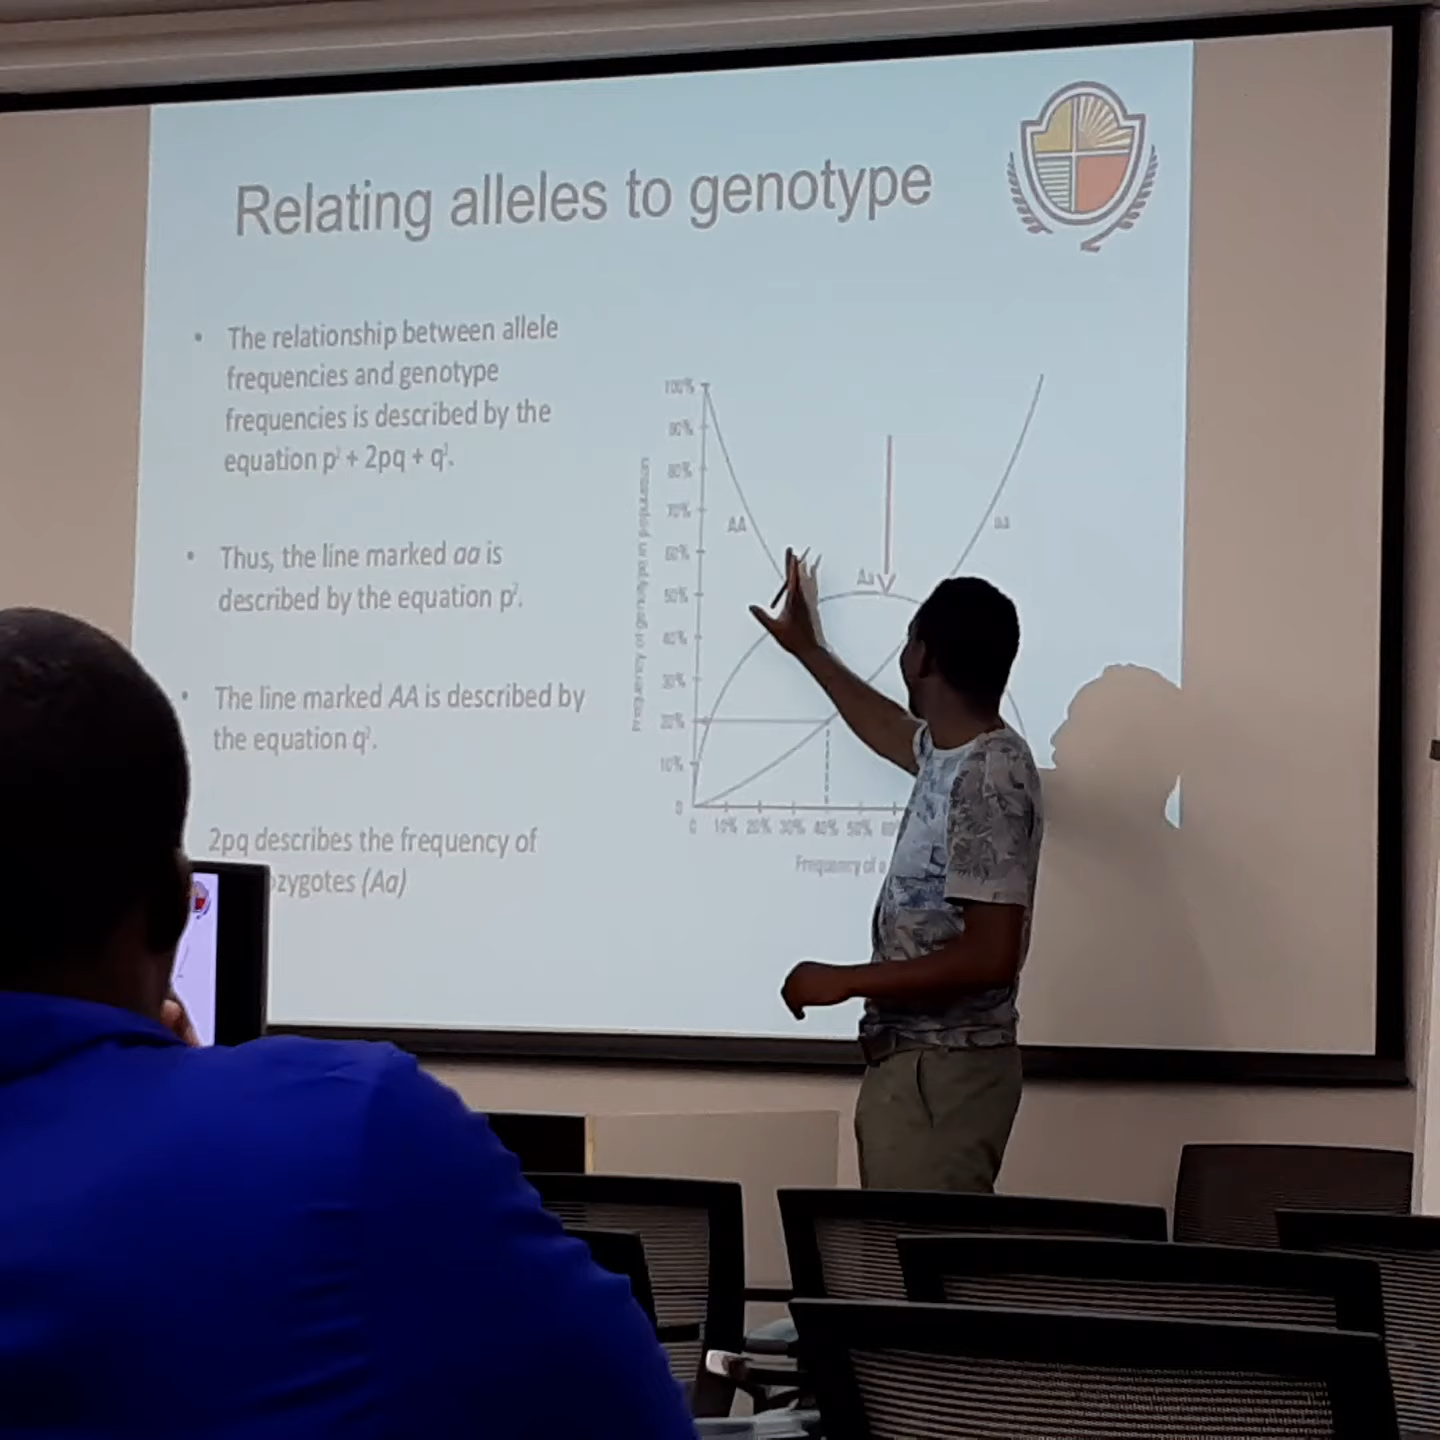 Relating alleles to genotype
• The relationship between allele
frequencies and genotype
frequencies is described by the
equation p² + 2pq + q².
• Thus, the line marked aa is
described by the equation p².
• The line marked AA is described by
the equation q².
2pq describes the frequency of
zygotes (Aa)
100%
90%
80%
70%
60%
50%
40%
30%
20%
10%
0
AA
Aa
aa
0 10% 20% 30% 40% 50%
Frequency of a